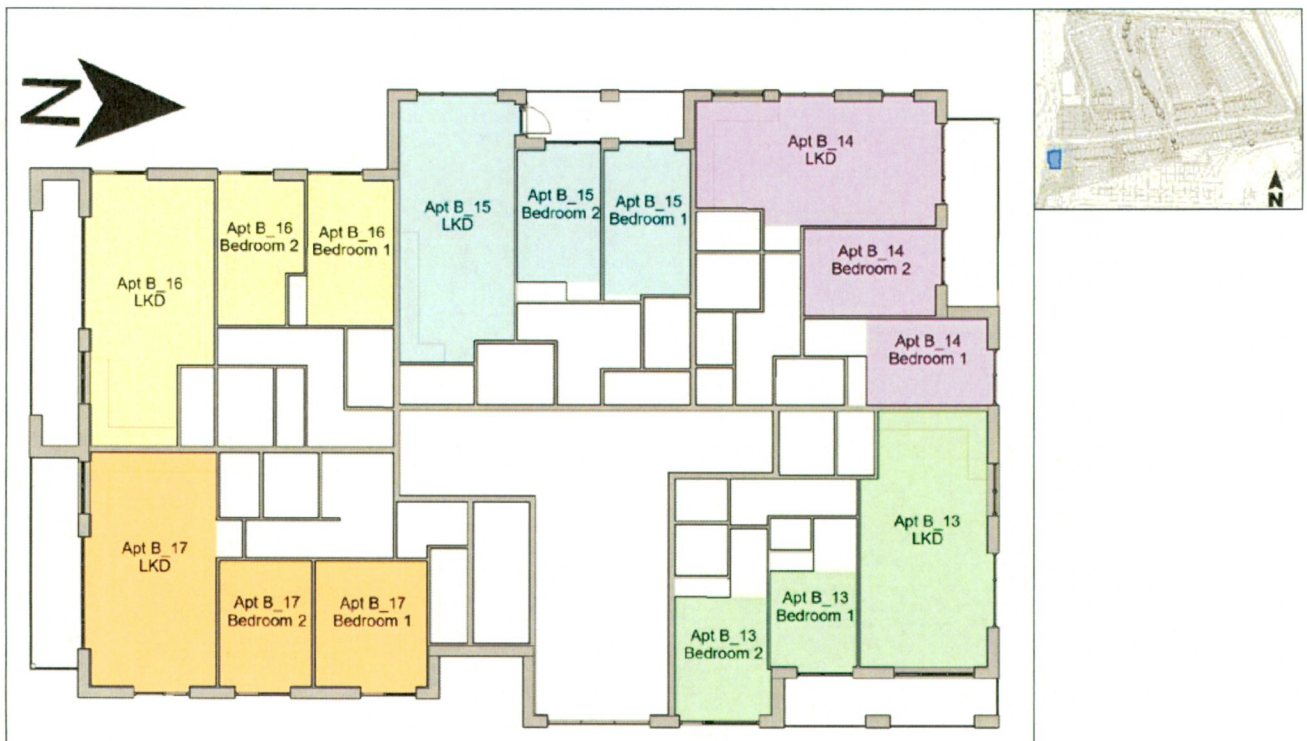 N
Apt B_14
LKD
Apt B_15
LKD
Apt B_15
Bedroom 2
Apt B_15
Bedroom 1
Apt B_16
Bedroom 2
Apt B_16
Bedroom 1
Apt B_16
LKD
Apt B_14
Bedroom 2
Apt B_14
Bedroom 1
Apt B_13
LKD
Apt B_17
LKD
Apt B_17
Bedroom 2
Apt B_17
Bedroom 1
Apt B_13
Bedroom 1
Apt B_13
Bedroom 2
N